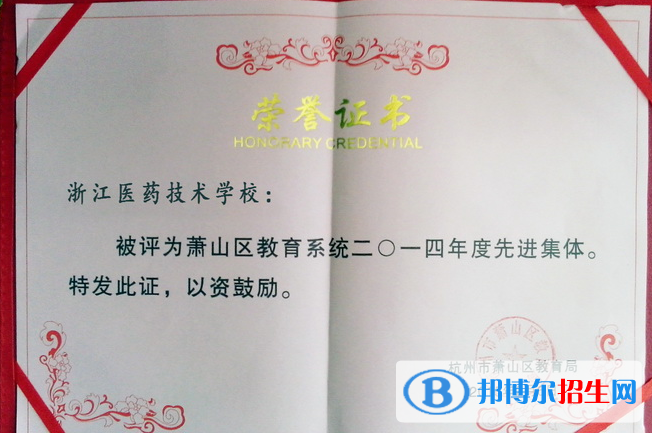 荣誉证书
HONORARY CREDENTIAL
浙江医药技术学校：
被评为萧山区教育系统二〇一四年度先进集体。
特发此证，以资鼓励。
杭州市萧山区教育局
邦博尔招生网